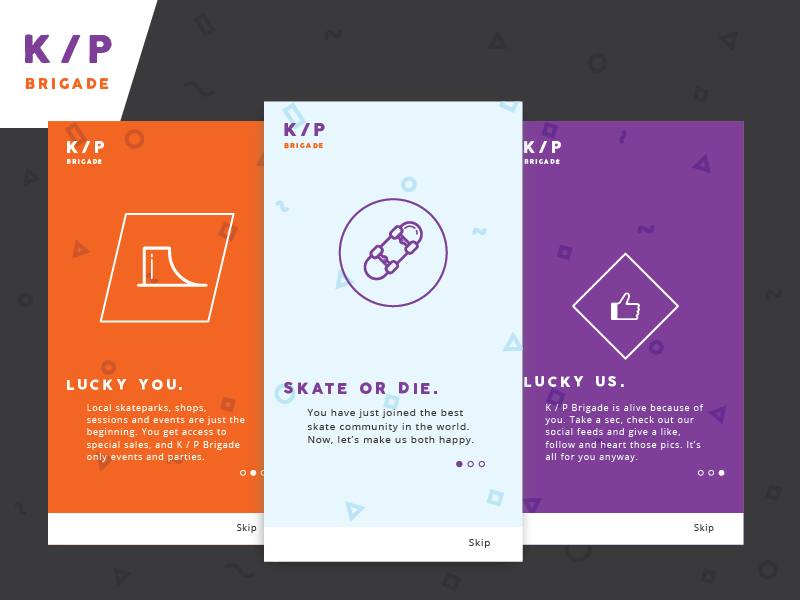 K / P
BRIGADE
K / P
BRIGADE
LUCKY YOU.
Local skateparks, shops,
sessions and events are just the
beginning. You get access to
special sales, and K / P Brigade
only events and parties.
Skip
K / P
BRIGADE
SKATE OR DIE.
You have just joined the best
skate community in the world.
Now, let's make us both happy.
Skip
K / P
BRIGADE
LUCKY US.
K / P Brigade is alive because of
you. Take a sec, check out our
social feeds and give a like,
follow and heart those pics. It's
all for you anyway.
Skip